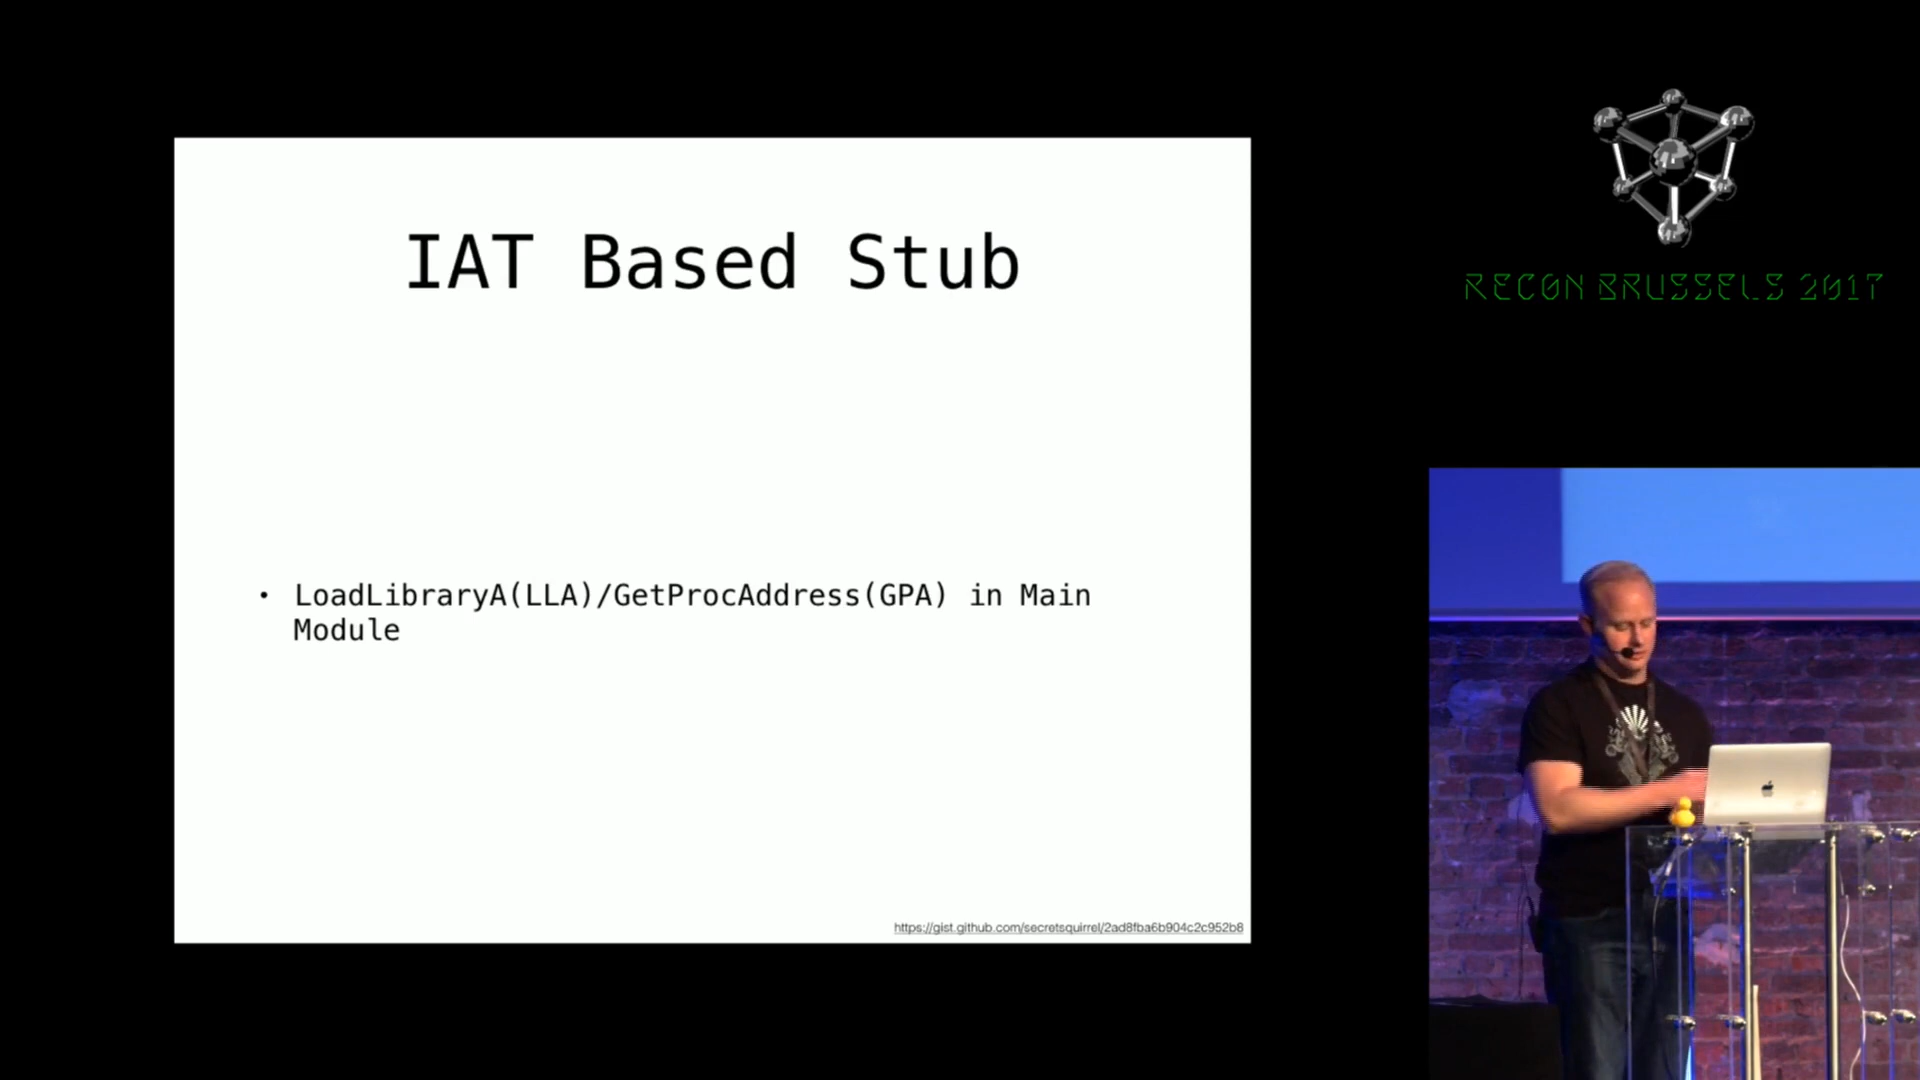 IAT Based Stub
• LoadLibraryA(LLA)/GetProcAddress(GPA) in Main
Module
https://gist.github.com/secretsquirrel/2ad8fba6b904c2c952b8
RECON BRUSSELS 2017